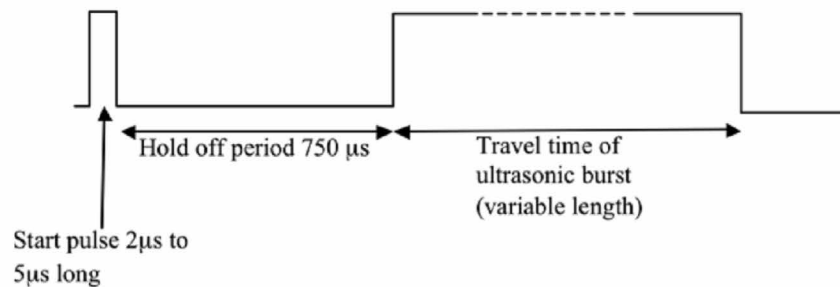 Hold off period 750 μs
Travel time of
ultrasonic burst
(variable length)
Start pulse 2μs to
5μs long